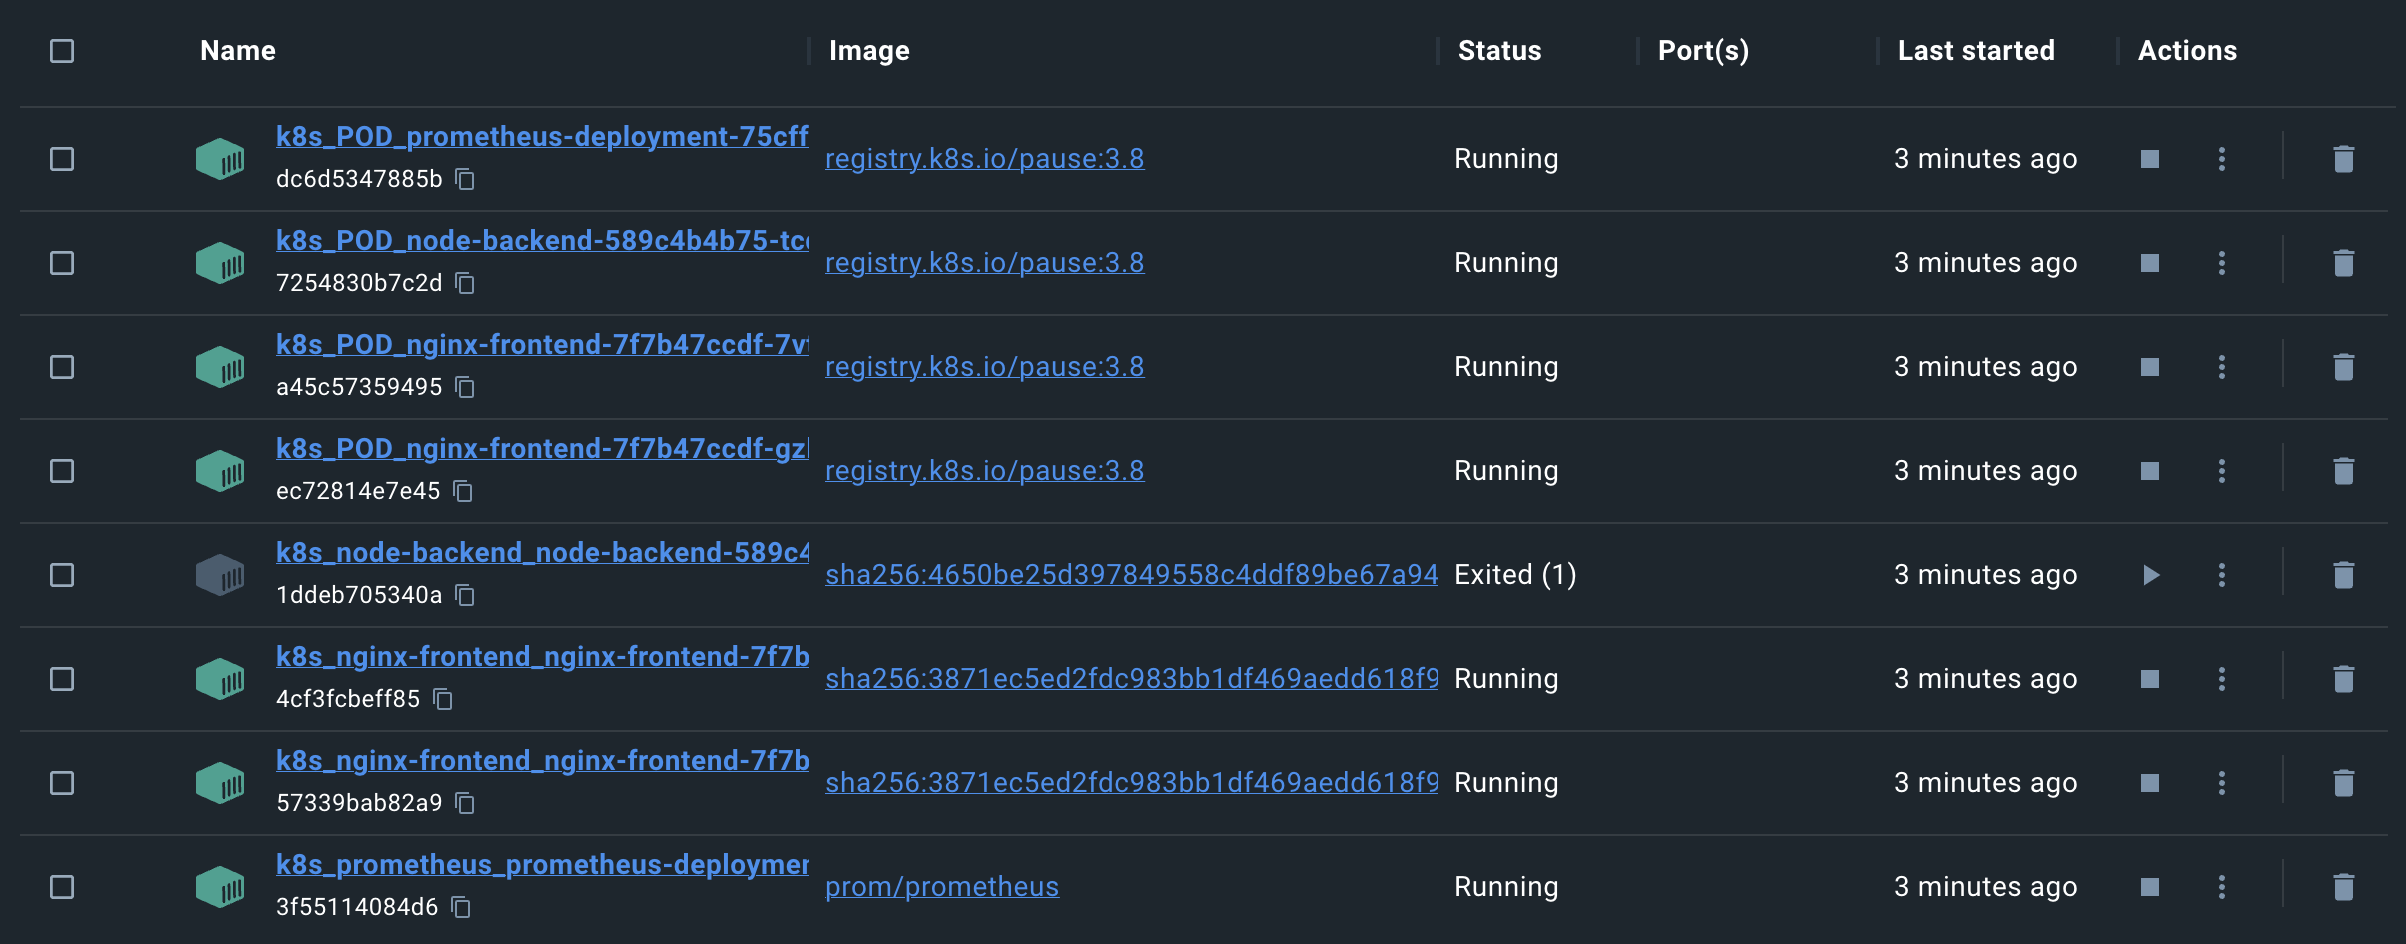 Name Image Status Port(s) Last started Actions
k8s_POD_prometheus-deployment-75cff
dc6d5347885b
registry.k8s.io/pause:3.8 Running 3 minutes ago
k8s_POD_node-backend-589c4b4b75-tc
7254830b7c2d
registry.k8s.io/pause:3.8 Running 3 minutes ago
k8s_POD_nginx-frontend-7f7b47ccdf-7v
a45c57359495
registry.k8s.io/pause:3.8 Running 3 minutes ago
k8s_POD_nginx-frontend-7f7b47ccdf-gz
ec72814e7e45
registry.k8s.io/pause:3.8 Running 3 minutes ago
k8s_node-backend_node-backend-589c4
1ddeb705340a
sha256:4650be25d397849558c4ddf89be67a94 Exited (1) 3 minutes ago
k8s_nginx-frontend_nginx-frontend-7f7b
4cf3fcbeff85
sha256:3871ec5ed2fdc983bb1df469aedd618f9 Running 3 minutes ago
k8s_nginx-frontend_nginx-frontend-7f7b
57339bab82a9
sha256:3871ec5ed2fdc983bb1df469aedd618f9 Running 3 minutes ago
k8s_prometheus_prometheus-deploymen
3f55114084d6
prom/prometheus Running 3 minutes ago